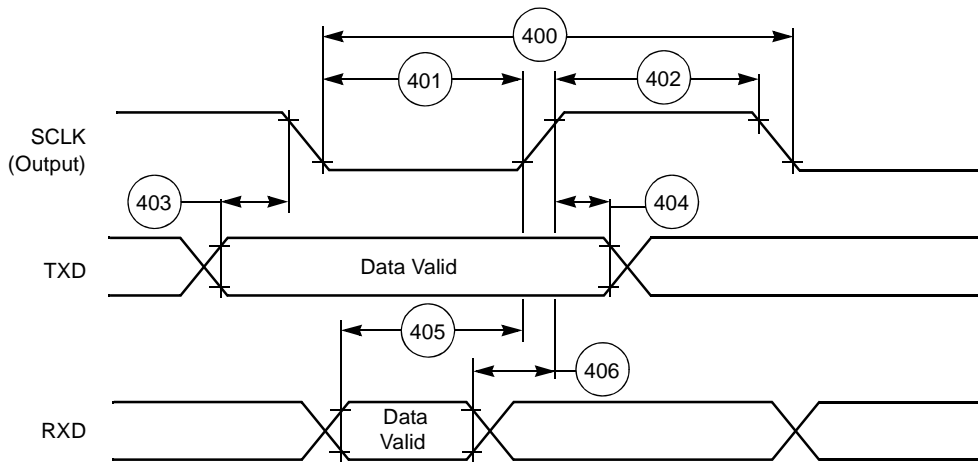 400
401
402
SCLK
(Output)
403
404
TXD
Data Valid
405
406
RXD
Data
Valid